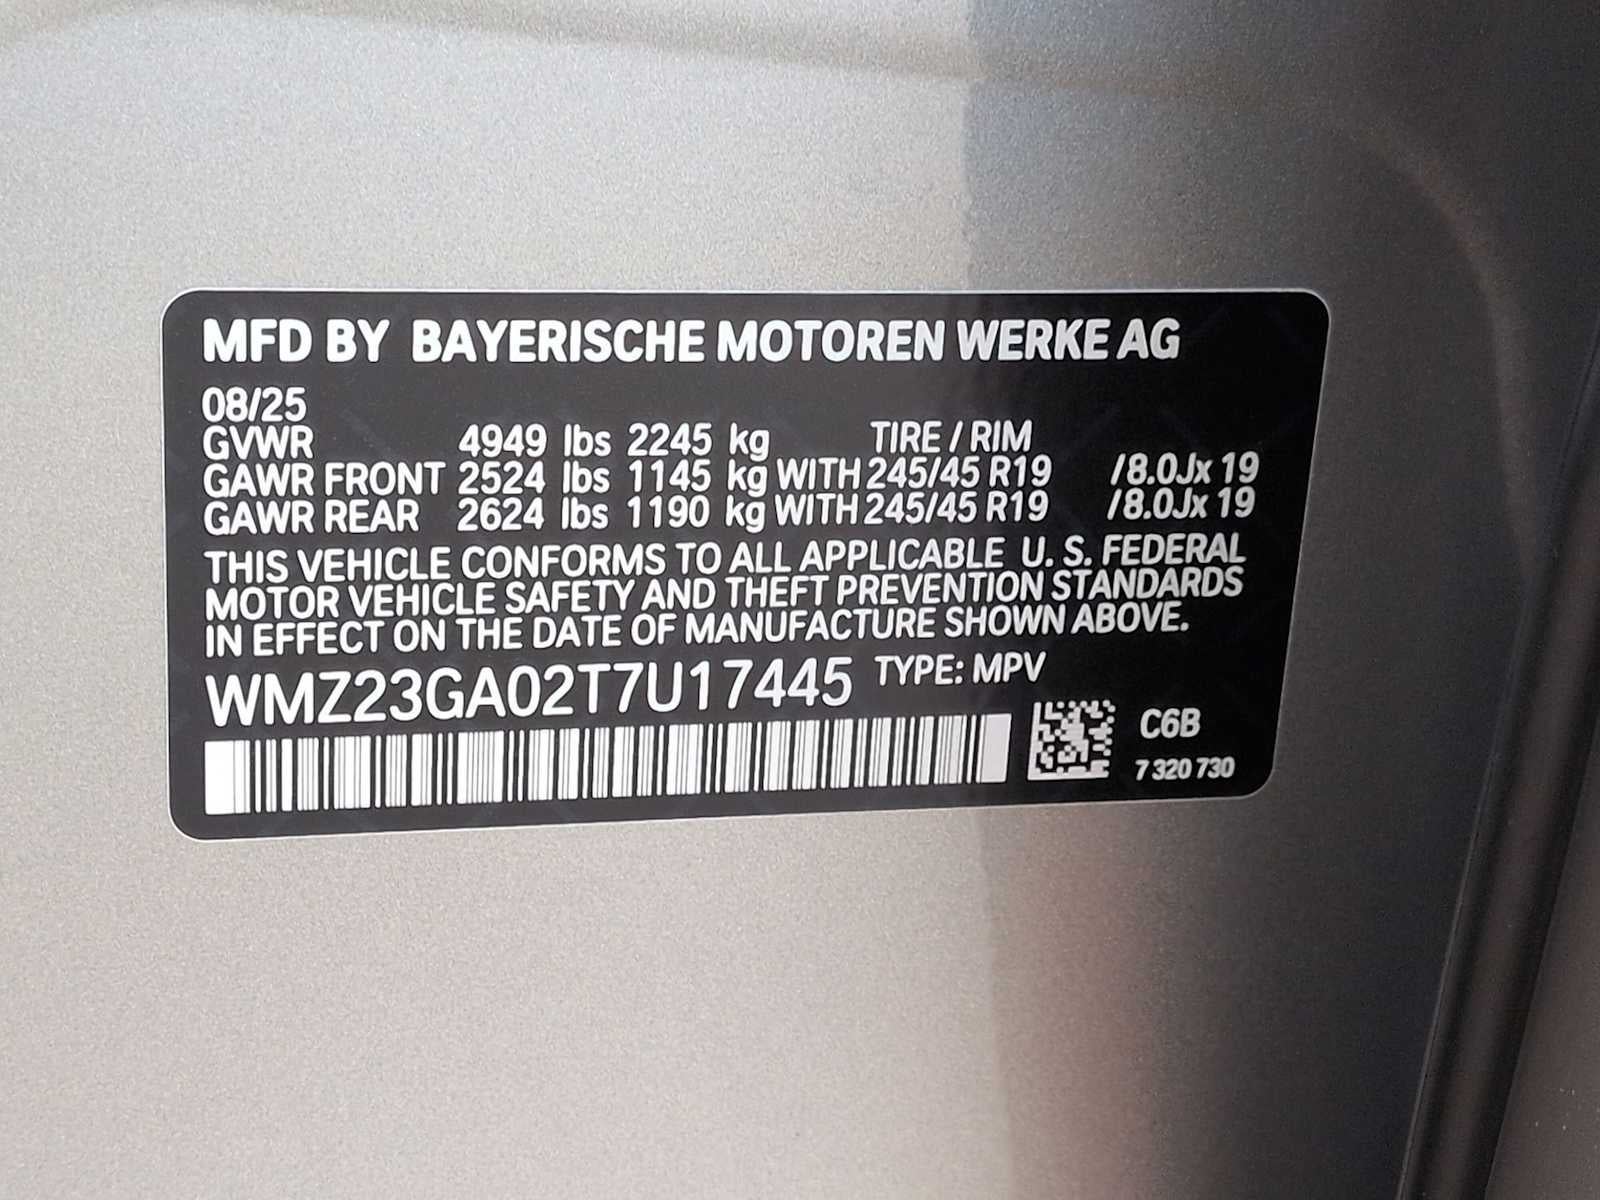 MFD BY BAYERISCHE MOTOREN WERKE AG
08/25
GVWR 4949 lbs 2245 kg TIRE / RIM
GAWR FRONT 2524 lbs 1145 kg WITH 245/45 R19 /8.0Jx 19
GAWR REAR 2624 lbs 1190 kg WITH 245/45 R19 /8.0Jx 19
THIS VEHICLE CONFORMS TO ALL APPLICABLE U. S. FEDERAL
MOTOR VEHICLE SAFETY AND THEFT PREVENTION STANDARDS
IN EFFECT ON THE DATE OF MANUFACTURE SHOWN ABOVE.
WMZ23GA02T7U17445 TYPE: MPV
C6B
7 320 730